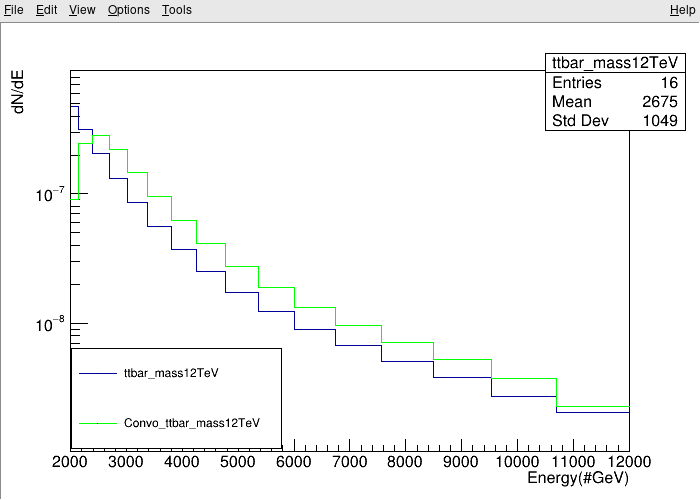 File Edit View Options Tools Help
dN/dE
ttbar_mass12TeV
Entries 16
Mean 2675
Std Dev 1049
10^−7
10^−8
ttbar_mass12TeV
Convo_ttbar_mass12TeV
2000 3000 4000 5000 6000 7000 8000 9000 10000 11000 12000
Energy(#GeV)